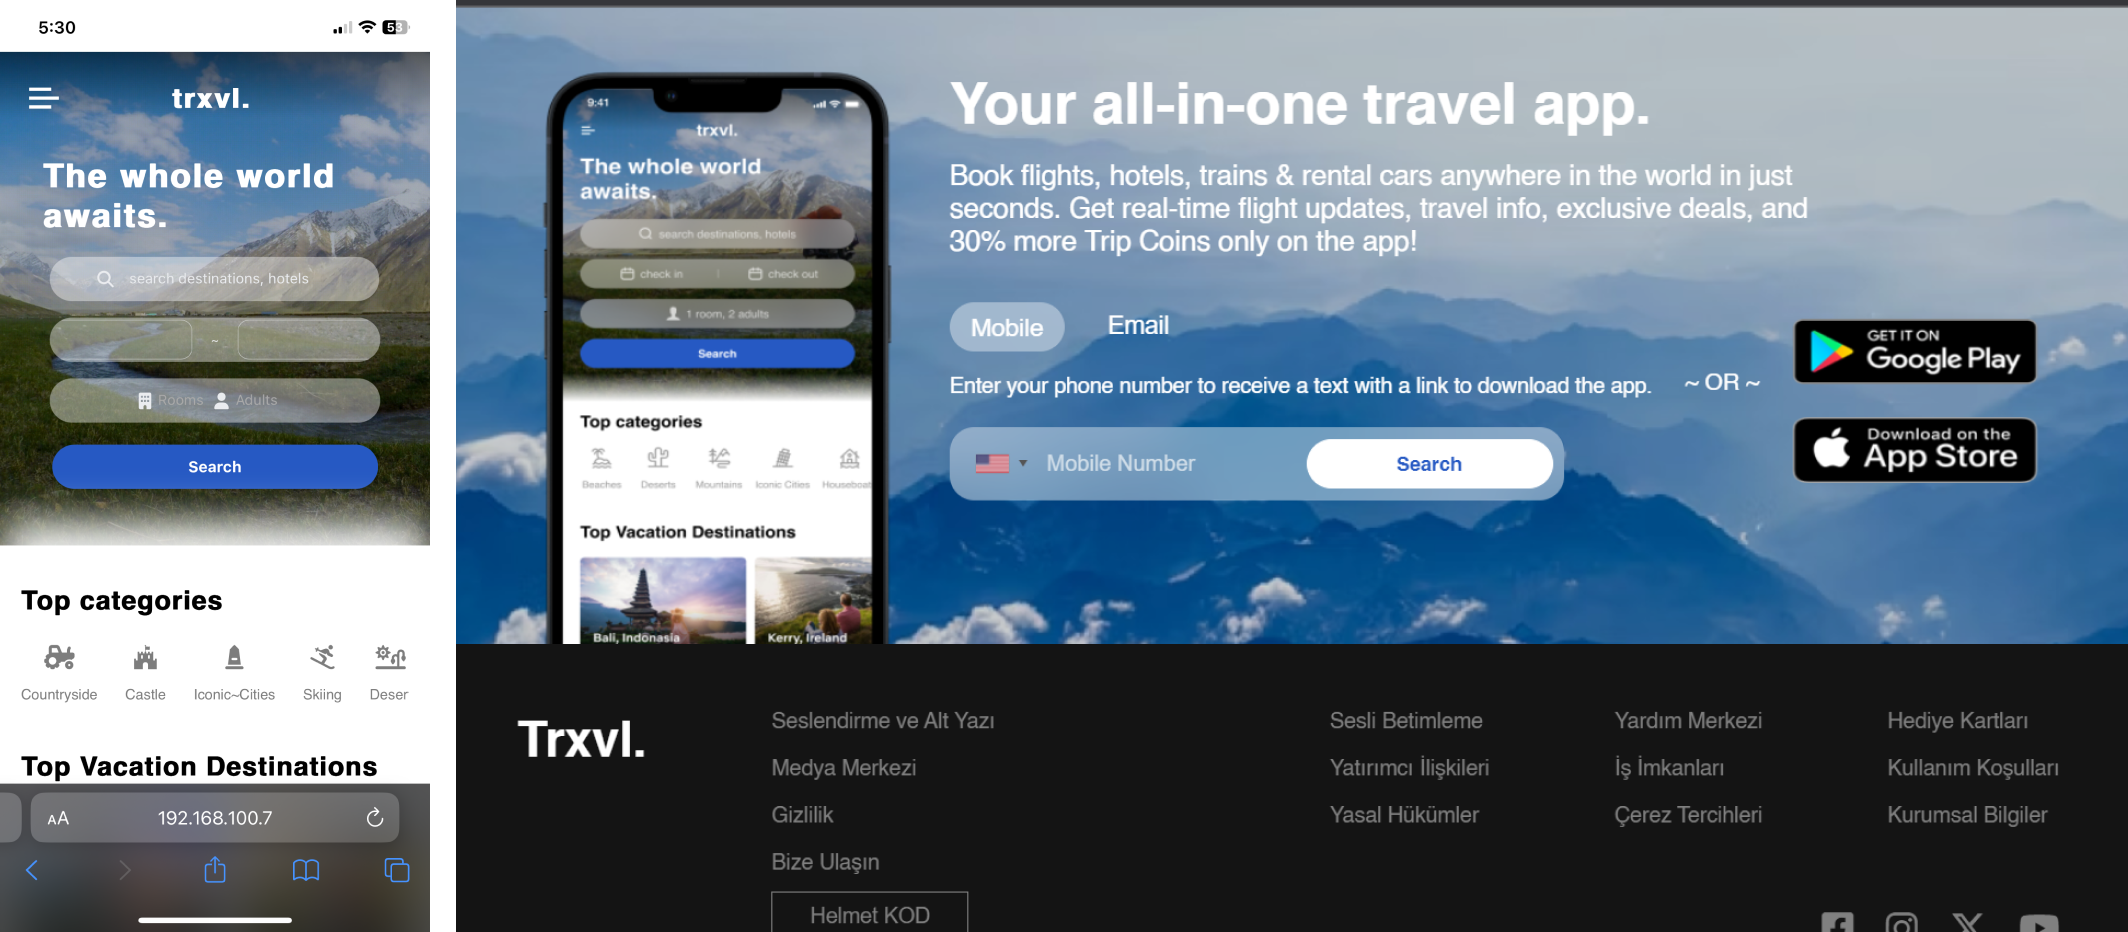 5:30
53
trxvl.
The whole world
awaits.
search destinations, hotels
~
Rooms Adults
Search
Top categories
Countryside Castle Iconic~Cities Skiing Deser
Top Vacation Destinations
AA 192.168.100.7
9:41
trxvl.
The whole world
awaits.
search destinations, hotels
check in check out
1 room, 2 adults
Search
Top categories
Beaches Deserts Mountains Iconic Cities Houseboat
Top Vacation Destinations
Bali, Indonasia Kerry, Ireland
Your all-in-one travel app.
Book flights, hotels, trains & rental cars anywhere in the world in just
seconds. Get real-time flight updates, travel info, exclusive deals, and
30% more Trip Coins only on the app!
Mobile Email
Enter your phone number to receive a text with a link to download the app.
Mobile Number Search
~ OR ~
GET IT ON
Google Play
Download on the
App Store
Trxvl.
Seslendirme ve Alt Yazı
Medya Merkezi
Gizlilik
Bize Ulaşın
Helmet KOD
Sesli Betimleme
Yatırımcı İlişkileri
Yasal Hükümler
Yardım Merkezi
İş İmkanları
Çerez Tercihleri
Hediye Kartları
Kullanım Koşulları
Kurumsal Bilgiler